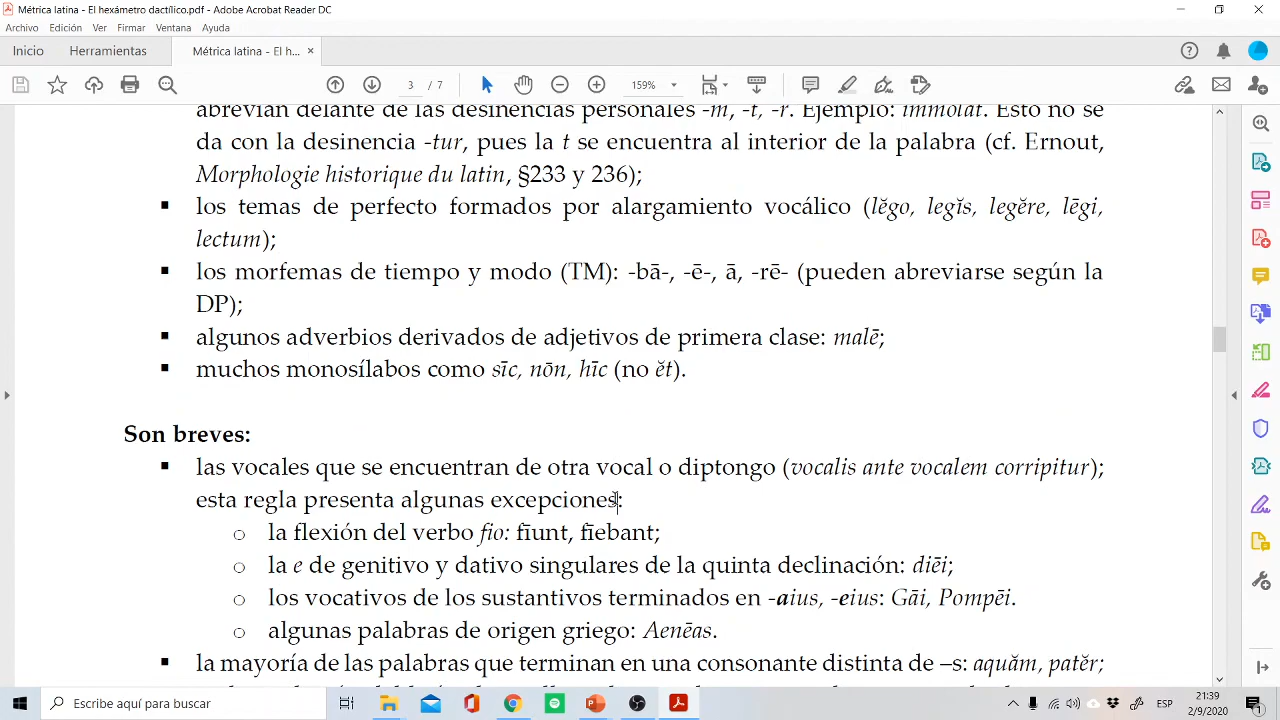 Métrica latina - El hexámetro dactílico.pdf - Adobe Acrobat Reader DC
Archivo Edición Ver Firmar Ventana Ayuda
Inicio Herramientas Métrica latina - El h... ×
3 / 7 159%
abrevian delante de las desinencias personales -m, -t, -r. Ejemplo: immolat. Esto no se
da con la desinencia -tur, pues la t se encuentra al interior de la palabra (cf. Ernout,
Morphologie historique du latin, §233 y 236);
▪ los temas de perfecto formados por alargamiento vocálico (lĕgo, legĭs, legĕre, lēgi,
lectum);
▪ los morfemas de tiempo y modo (TM): -bā-, -ē-, ā, -rē- (pueden abreviarse según la
DP);
▪ algunos adverbios derivados de adjetivos de primera clase: malē;
▪ muchos monosílabos como sīc, nōn, hīc (no ĕt).
Son breves:
▪ las vocales que se encuentran de otra vocal o diptongo (vocalis ante vocalem corripitur);
esta regla presenta algunas excepciones:
○ la flexión del verbo fio: fīunt, fīebant;
○ la e de genitivo y dativo singulares de la quinta declinación: diēi;
○ los vocativos de los sustantivos terminados en -aius, -eius: Gāi, Pompēi.
○ algunas palabras de origen griego: Aenēas.
▪ la mayoría de las palabras que terminan en una consonante distinta de –s: aquăm, patĕr;
Escribe aquí para buscar
ESP
21:39
2/9/2020